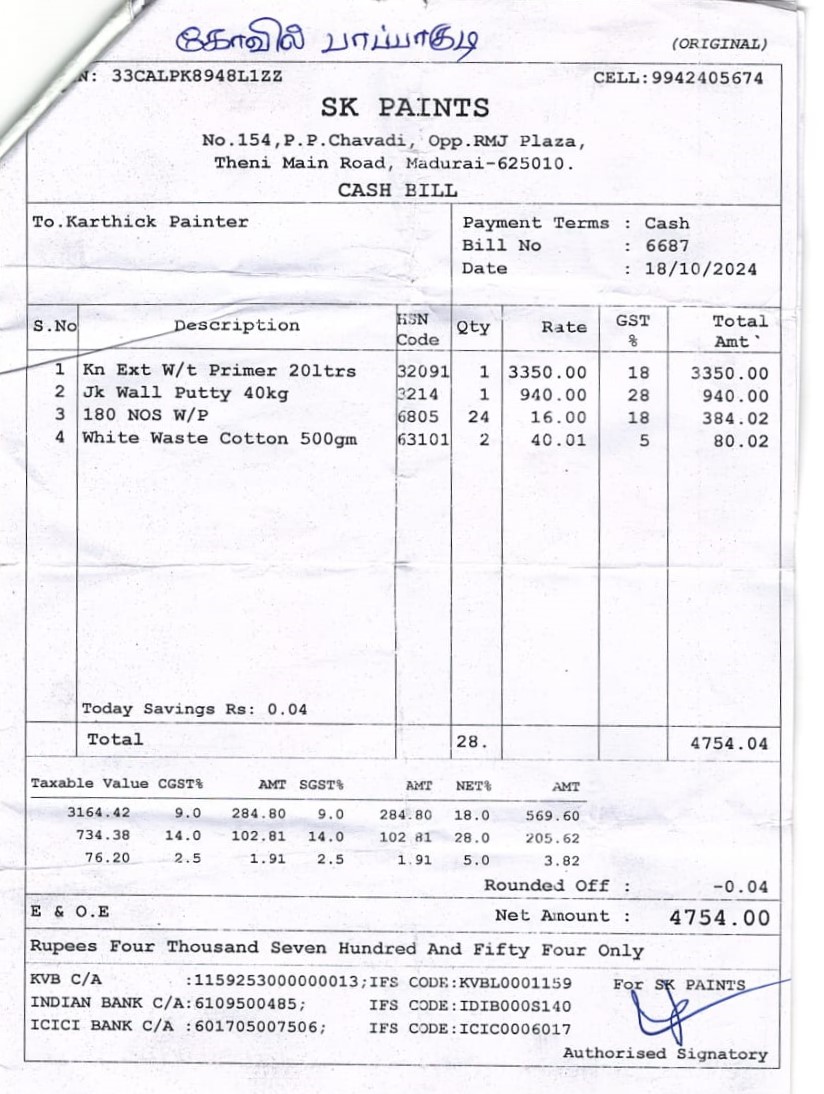 கோவில் பாப்பாகுடி
(ORIGINAL)
N: 33CALPK8948L1ZZ CELL:9942405674
SK PAINTS
No.154,P.P.Chavadi, Opp.RMJ Plaza,
Theni Main Road, Madurai-625010.
CASH BILL
To.Karthick Painter
Payment Terms : Cash
Bill No : 6687
Date : 18/10/2024
S.No Description HSN Code Qty Rate GST % Total Amt
1 Kn Ext W/t Primer 20ltrs 32091 1 3350.00 18 3350.00
2 Jk Wall Putty 40kg 3214 1 940.00 28 940.00
3 180 NOS W/P 6805 24 16.00 18 384.02
4 White Waste Cotton 500gm 63101 2 40.01 5 80.02
Today Savings Rs: 0.04
Total 28. 4754.04
Taxable Value CGST% AMT SGST% AMT NET% AMT
3164.42 9.0 284.80 9.0 284.80 18.0 569.60
734.38 14.0 102.81 14.0 102.81 28.0 205.62
76.20 2.5 1.91 2.5 1.91 5.0 3.82
Rounded Off : -0.04
E & O.E Net Amount : 4754.00
Rupees Four Thousand Seven Hundred And Fifty Four Only
KVB C/A :1159253000000013;IFS CODE:KVBL0001159 For SK PAINTS
INDIAN BANK C/A:6109500485; IFS CODE:IDIB000S140
ICICI BANK C/A :601705007506; IFS CODE:ICIC0006017
Authorised Signatory